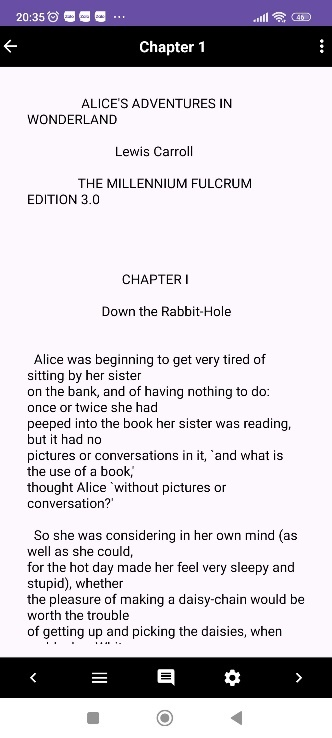 20:35
Zalo Zalo Zalo ...
46
Chapter 1
ALICE'S ADVENTURES IN
WONDERLAND
Lewis Carroll
THE MILLENNIUM FULCRUM
EDITION 3.0
CHAPTER I
Down the Rabbit-Hole
Alice was beginning to get very tired of
sitting by her sister
on the bank, and of having nothing to do:
once or twice she had
peeped into the book her sister was reading,
but it had no
pictures or conversations in it, `and what is
the use of a book,'
thought Alice `without pictures or
conversation?'
So she was considering in her own mind (as
well as she could,
for the hot day made her feel very sleepy and
stupid), whether
the pleasure of making a daisy-chain would be
worth the trouble
of getting up and picking the daisies, when